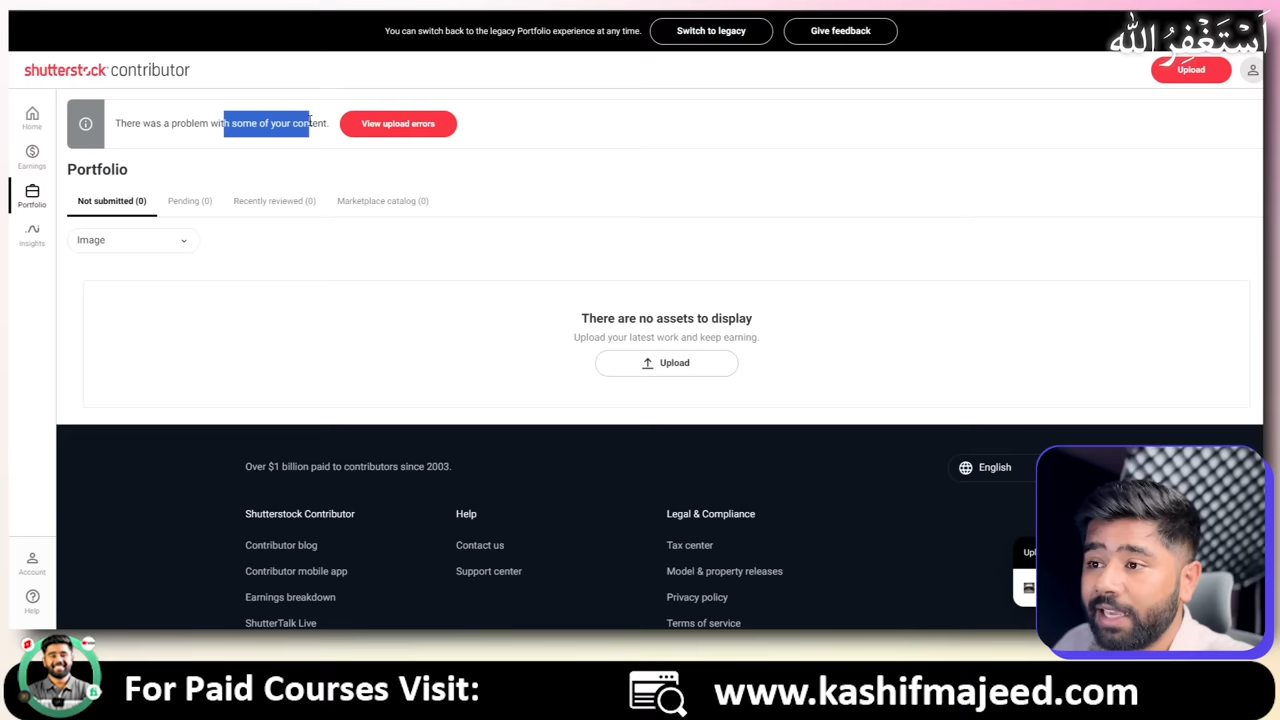 You can switch back to the legacy Portfolio experience at any time.
Switch to legacy
Give feedback
اَسْتَغْفِرُ اللّٰه
shutterstock contributor
Upload
Home
There was a problem with some of your content.
View upload errors
Earnings
Portfolio
Portfolio
Not submitted (0)
Pending (0)
Recently reviewed (0)
Marketplace catalog (0)
Insights
Image
There are no assets to display
Upload your latest work and keep earning.
Upload
Over $1 billion paid to contributors since 2003.
English
Shutterstock Contributor
Help
Legal & Compliance
Contributor blog
Contact us
Tax center
Upl
Contributor mobile app
Support center
Model & property releases
Account
Earnings breakdown
Privacy policy
Help
ShutterTalk Live
Terms of service
For Paid Courses Visit:
www.kashifmajeed.com